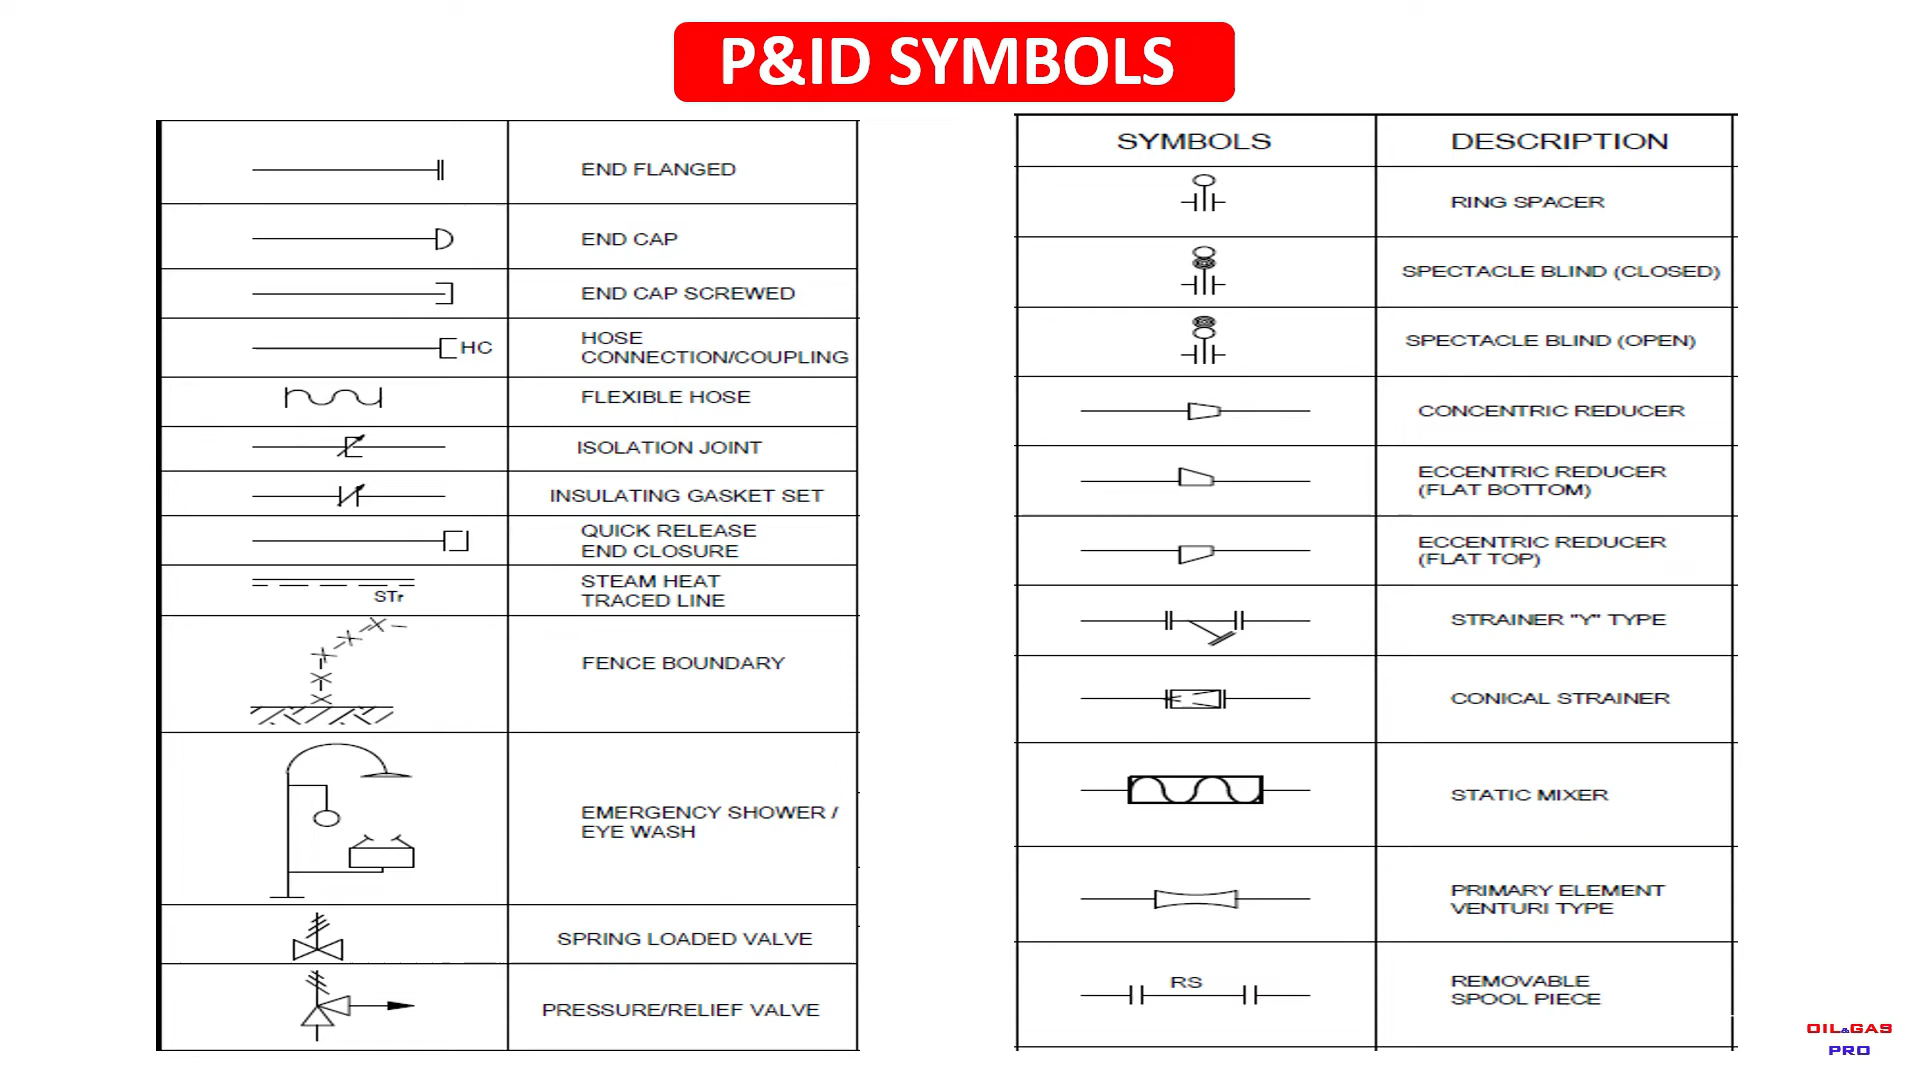 P&ID SYMBOLS
END FLANGED
END CAP
END CAP SCREWED
HC
HOSE
CONNECTION/COUPLING
FLEXIBLE HOSE
ISOLATION JOINT
INSULATING GASKET SET
QUICK RELEASE
END CLOSURE
STr
STEAM HEAT
TRACED LINE
FENCE BOUNDARY
EMERGENCY SHOWER /
EYE WASH
SPRING LOADED VALVE
PRESSURE/RELIEF VALVE
SYMBOLS DESCRIPTION
RING SPACER
SPECTACLE BLIND (CLOSED)
SPECTACLE BLIND (OPEN)
CONCENTRIC REDUCER
ECCENTRIC REDUCER
(FLAT BOTTOM)
ECCENTRIC REDUCER
(FLAT TOP)
STRAINER "Y" TYPE
CONICAL STRAINER
STATIC MIXER
PRIMARY ELEMENT
VENTURI TYPE
RS
REMOVABLE
SPOOL PIECE
OIL&GAS
PRO